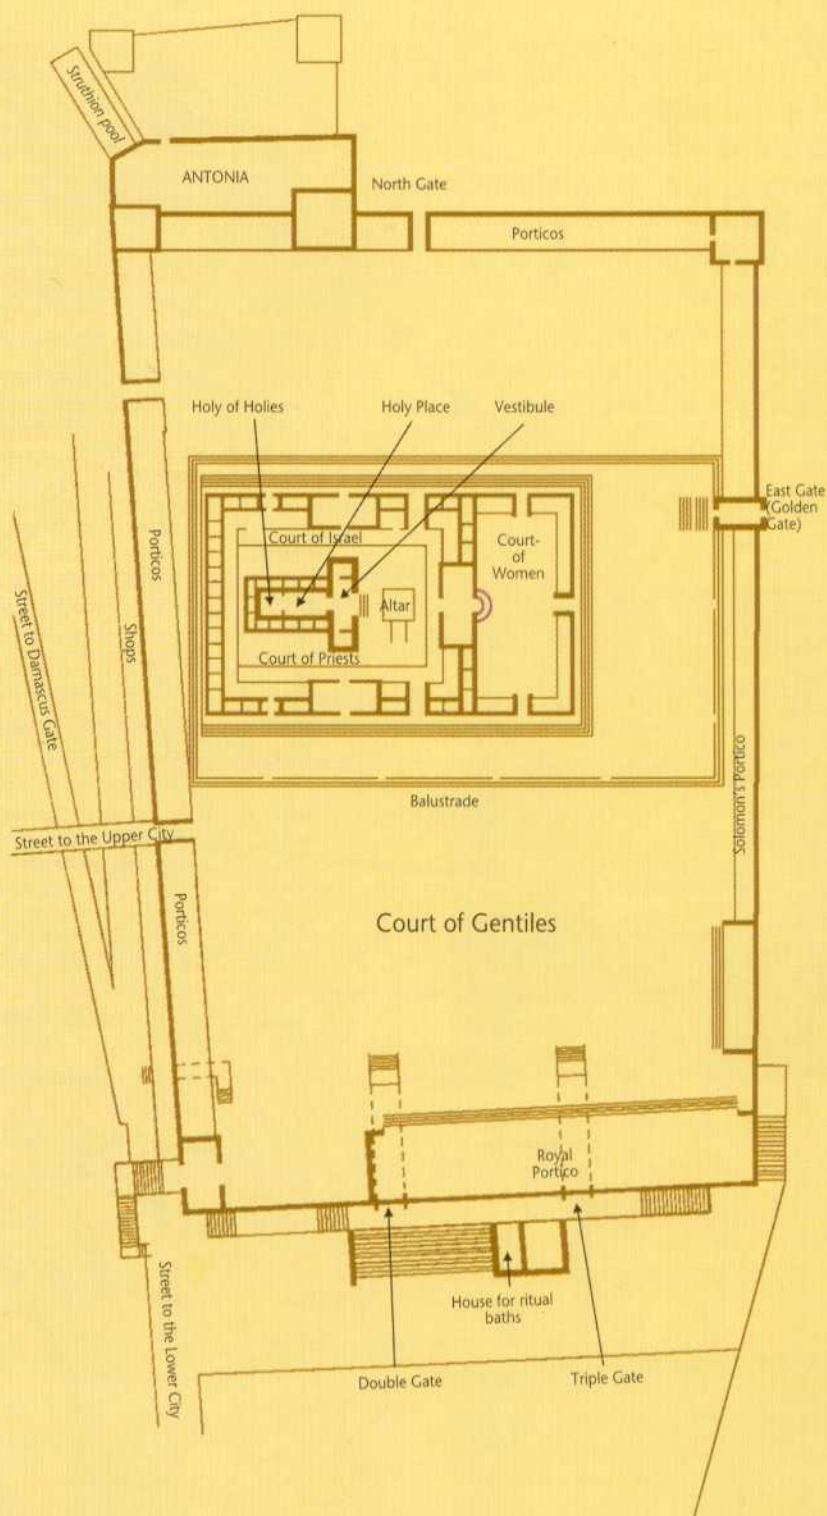 Struthion pool
ANTONIA
North Gate
Porticos
Holy of Holies
Holy Place
Vestibule
East Gate
(Golden
Gate)
Court of Israel
Court-
of
Women
Porticos
Altar
Shops
Street to Damascus Gate
Court of Priests
Solomon's Portico
Balustrade
Street to the Upper City
Porticos
Court of Gentiles
Royal
Portico
Street to the Lower City
House for ritual
baths
Double Gate
Triple Gate